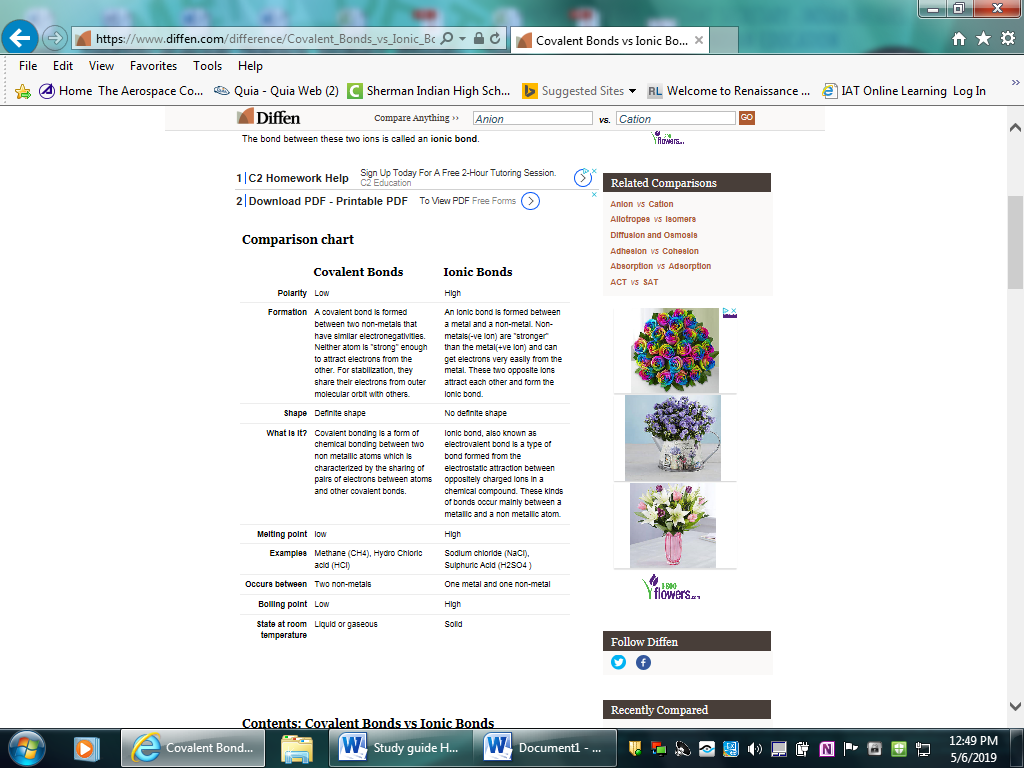 https://www.diffen.com/difference/Covalent_Bonds_vs_Ionic_Bc
Covalent Bonds vs Ionic Bo...
File Edit View Favorites Tools Help
Home The Aerospace Co... Quia - Quia Web (2) Sherman Indian High Sch... Suggested Sites RL Welcome to Renaissance ... IAT Online Learning Log In
Diffen Compare Anything ›› Anion vs. Cation GO
The bond between these two ions is called an ionic bond.
flowers
1 C2 Homework Help Sign Up Today For A Free 2-Hour Tutoring Session.
C2 Education
2 Download PDF - Printable PDF To View PDF Free Forms
Comparison chart
Covalent Bonds Ionic Bonds
Polarity Low High
Formation
A covalent bond is formed
between two non-metals that
have similar electronegativities.
Neither atom is "strong" enough
to attract electrons from the
other. For stabilization, they
share their electrons from outer
molecular orbit with others.
An ionic bond is formed between
a metal and a non-metal. Non-
metals(-ve ion) are "stronger"
than the metal(+ve ion) and can
get electrons very easily from the
metal. These two opposite ions
attract each other and form the
ionic bond.
Shape Definite shape No definite shape
What is it?
Covalent bonding is a form of
chemical bonding between two
non metallic atoms which is
characterized by the sharing of
pairs of electrons between atoms
and other covalent bonds.
Ionic bond, also known as
electrovalent bond is a type of
bond formed from the
electrostatic attraction between
oppositely charged ions in a
chemical compound. These kinds
of bonds occur mainly between a
metallic and a non metallic atom.
Melting point low High
Examples
Methane (CH4), Hydro Chloric
acid (HCl)
Sodium chloride (NaCl),
Sulphuric Acid (H2SO4 )
Occurs between Two non-metals One metal and one non-metal
Boiling point Low High
State at room
temperature
Liquid or gaseous Solid
Contents: Covalent Bonds vs Ionic Bonds
Related Comparisons
Anion vs Cation
Allotropes vs Isomers
Diffusion and Osmosis
Adhesion vs Cohesion
Absorption vs Adsorption
ACT vs SAT
1-800
flowers.com
Follow Diffen
Recently Compared
Covalent Bond... Study guide H... Document1 - ...
12:49 PM
5/6/2019